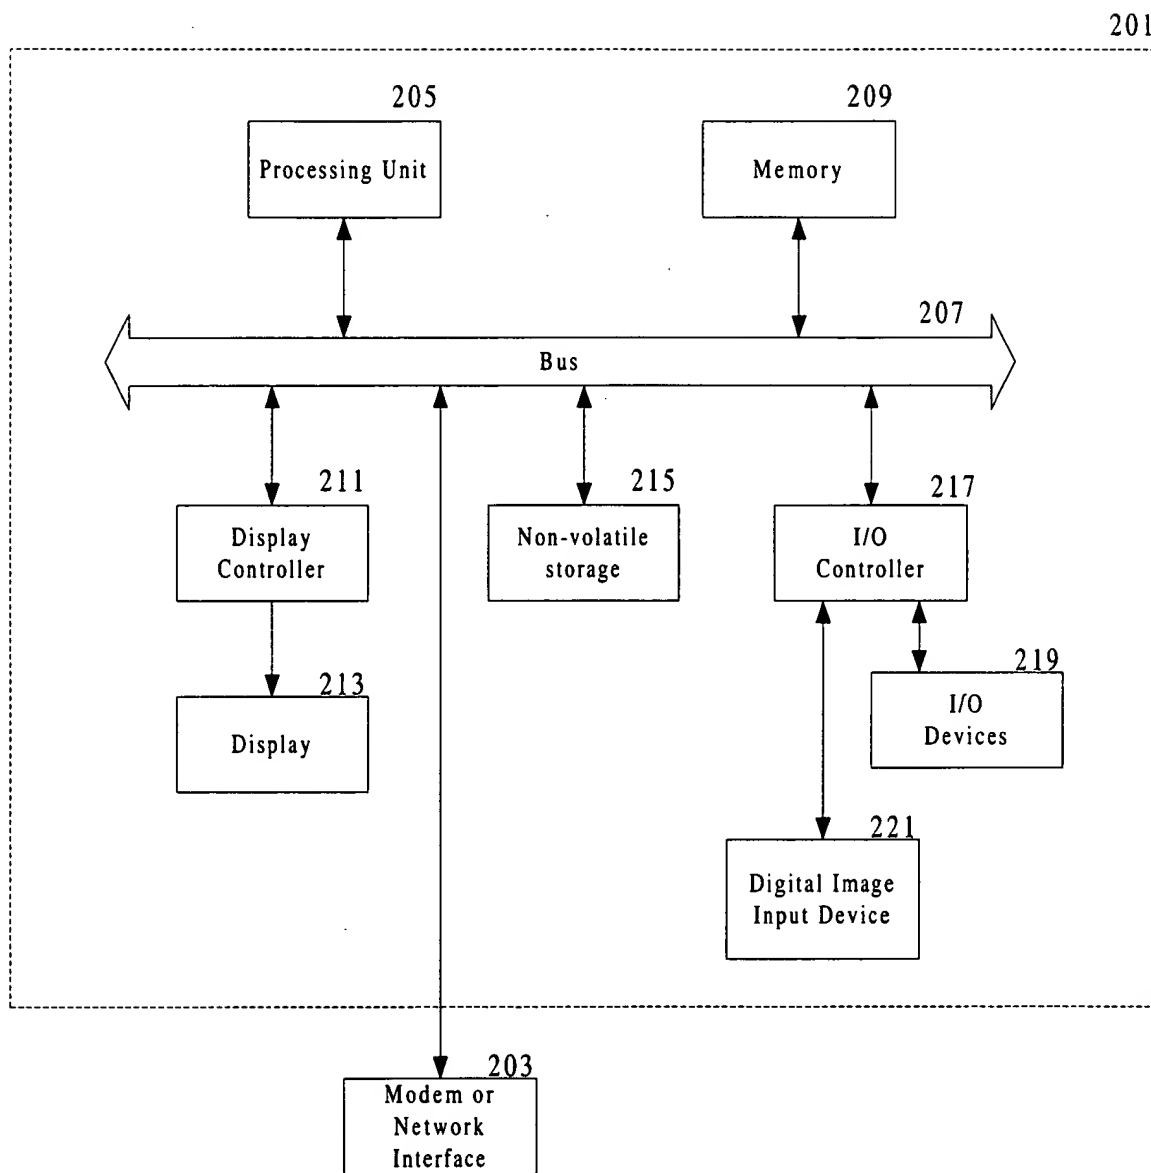 201
205
209
Processing Unit
Memory
207
Bus
211
215
217
Display
Controller
Non-volatile
storage
I/O
Controller
213
219
Display
I/O
Devices
221
Digital Image
Input Device
203
Modem or
Network
Interface